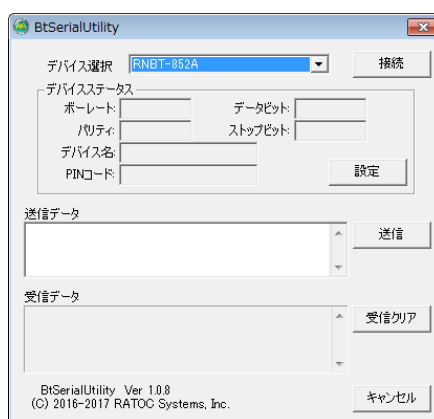 BtSerialUtility
デバイス選択 RNBT-852A 接続
デバイスステータス
ボーレート: データビット:
パリティ: ストップビット:
デバイス名:
PINコード: 設定
送信データ
送信
受信データ
受信クリア
BtSerialUtility Ver 1.0.8
(C) 2016-2017 RATOC Systems, Inc.
キャンセル